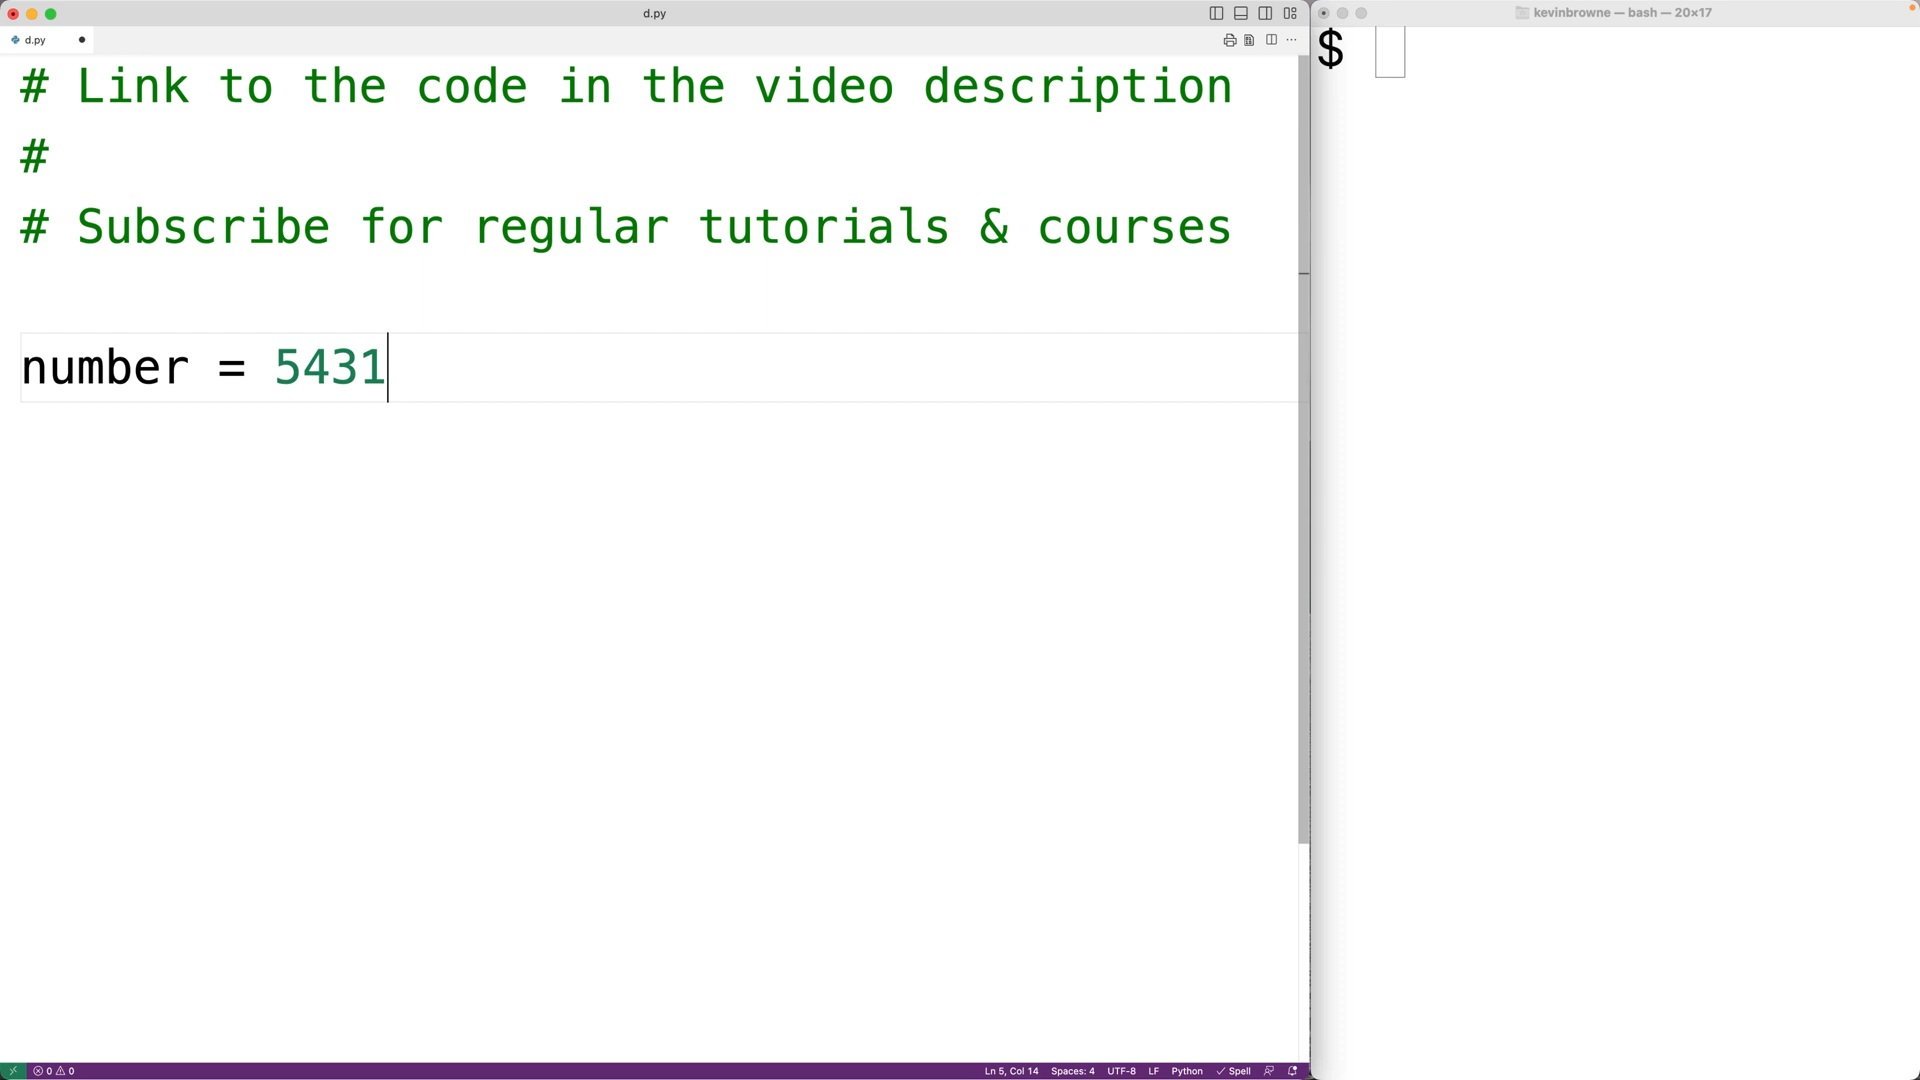 d.py
kevinbrowne — bash — 20×17
d.py
# Link to the code in the video description
#
# Subscribe for regular tutorials & courses
number = 5431
$
0 0
Ln 5, Col 14 Spaces: 4 UTF-8 LF Python Spell